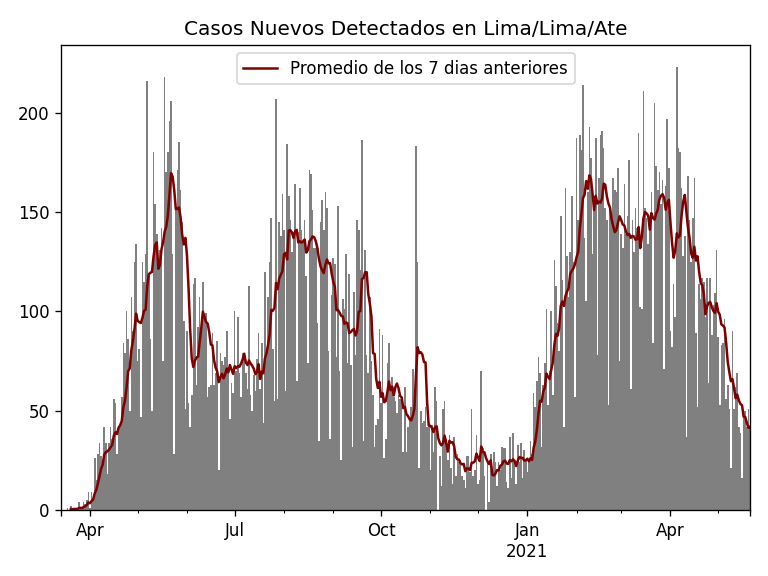 Casos Nuevos Detectados en Lima/Lima/Ate
Promedio de los 7 dias anteriores
200
150
100
50
0
Apr Jul Oct Jan Apr
2021